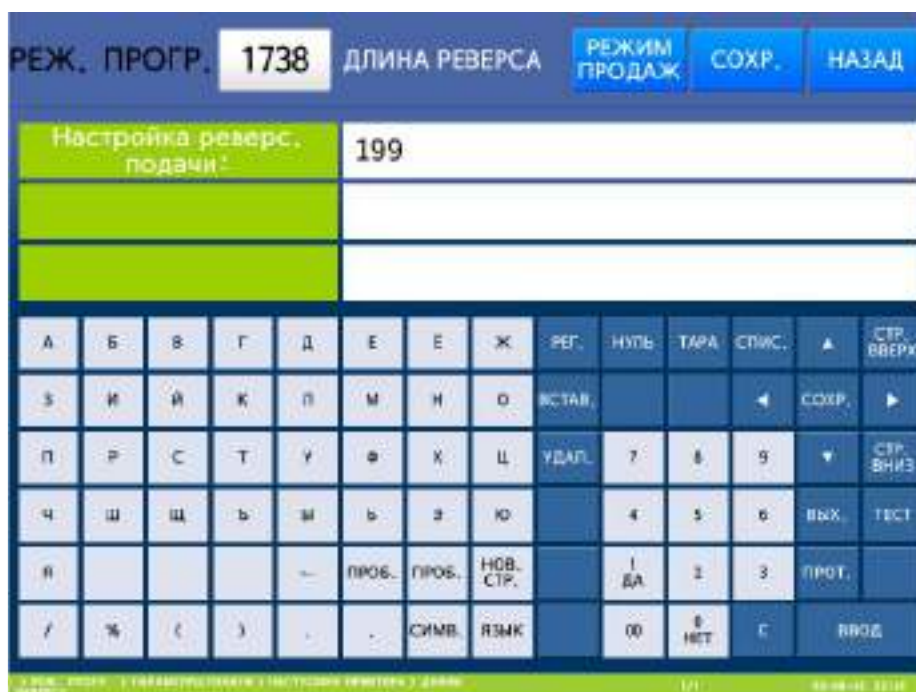 РЕЖ. ПРОГР. 1738 ДЛИНА РЕВЕРСА РЕЖИМ ПРОДАЖ СОХР. НАЗАД
Настройка реверс. подачи: 199
А Б В Г Д Е Ё Ж РЕГ. НУЛЬ ТАРА СПИС. ▲ СТР. ВВЕРХ
З И Й К Л М Н О ВСТАВ. ◄ СОХР. ►
П Р С Т У Ф Х Ц УДАЛ. 7 8 9 ▼ СТР. ВНИЗ
Ч Ш Щ Ъ Ы Ь Э Ю 4 5 6 ВЫХ. ТЕСТ
Я ← ПРОБ. ПРОБ. НОВ. СТР. 1 ДА 2 3 ПРОТ.
/ % ( ) , . СИМВ. ЯЗЫК 00 0 НЕТ C ВВОД
1/1